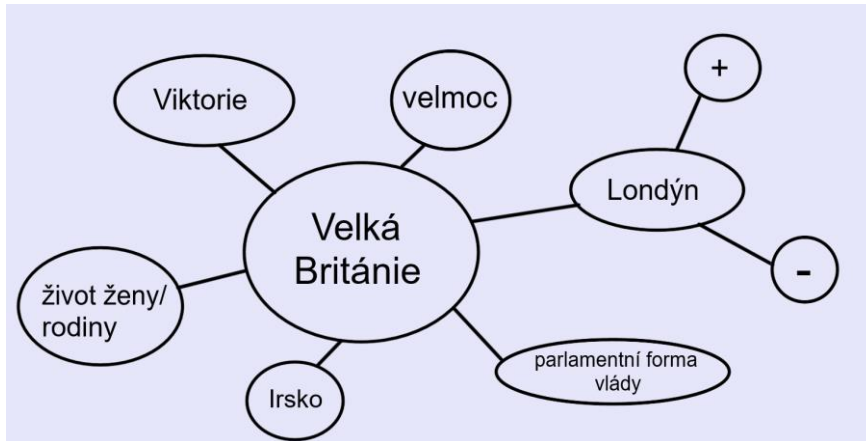 Viktorie
velmoc
+
Londýn
Velká
Británie
-
život ženy/
rodiny
Irsko
parlamentní forma
vlády